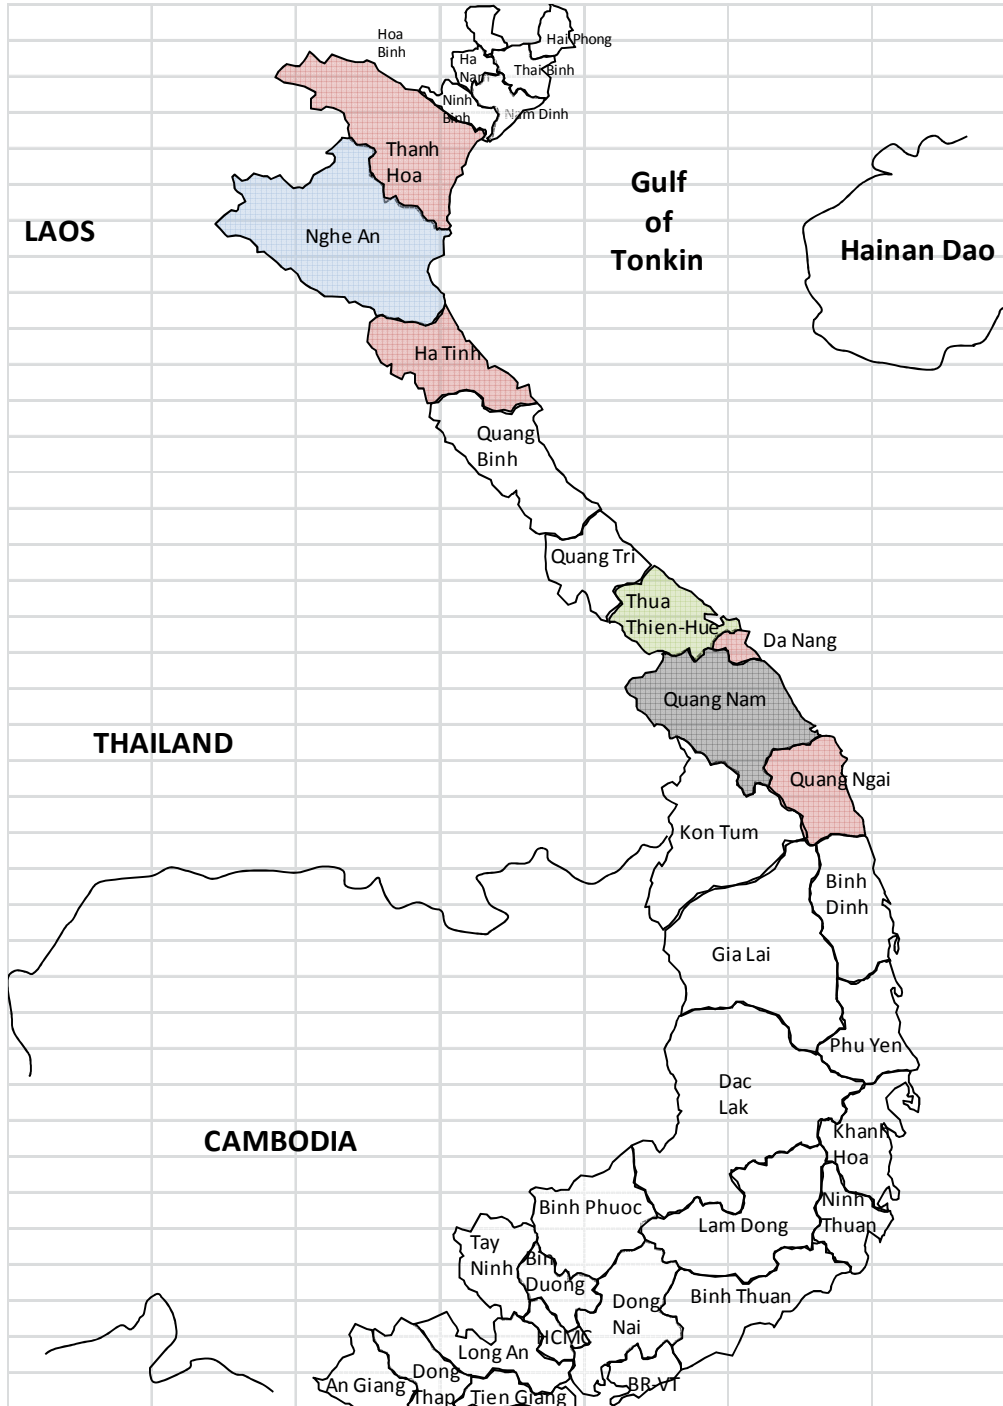 Hoa
Binh
Hai Phong
Ha
Nam
Thai Binh
Ninh
Binh
Nam Dinh
Thanh
Hoa
Gulf
of
Tonkin
LAOS
Nghe An
Hainan Dao
Ha Tinh
Quang
Binh
Quang Tri
Thua
Thien-Hue
Da Nang
Quang Nam
THAILAND
Quang Ngai
Kon Tum
Binh
Dinh
Gia Lai
Phu Yen
Dac
Lak
CAMBODIA
Khanh
Hoa
Binh Phuoc
Ninh
Thuan
Lam Dong
Tay
Ninh
Bin
Duong
Binh Thuan
Dong
Nai
HCMC
Long An
Dong
Thap
An Giang
Tien Giang
BR-VT